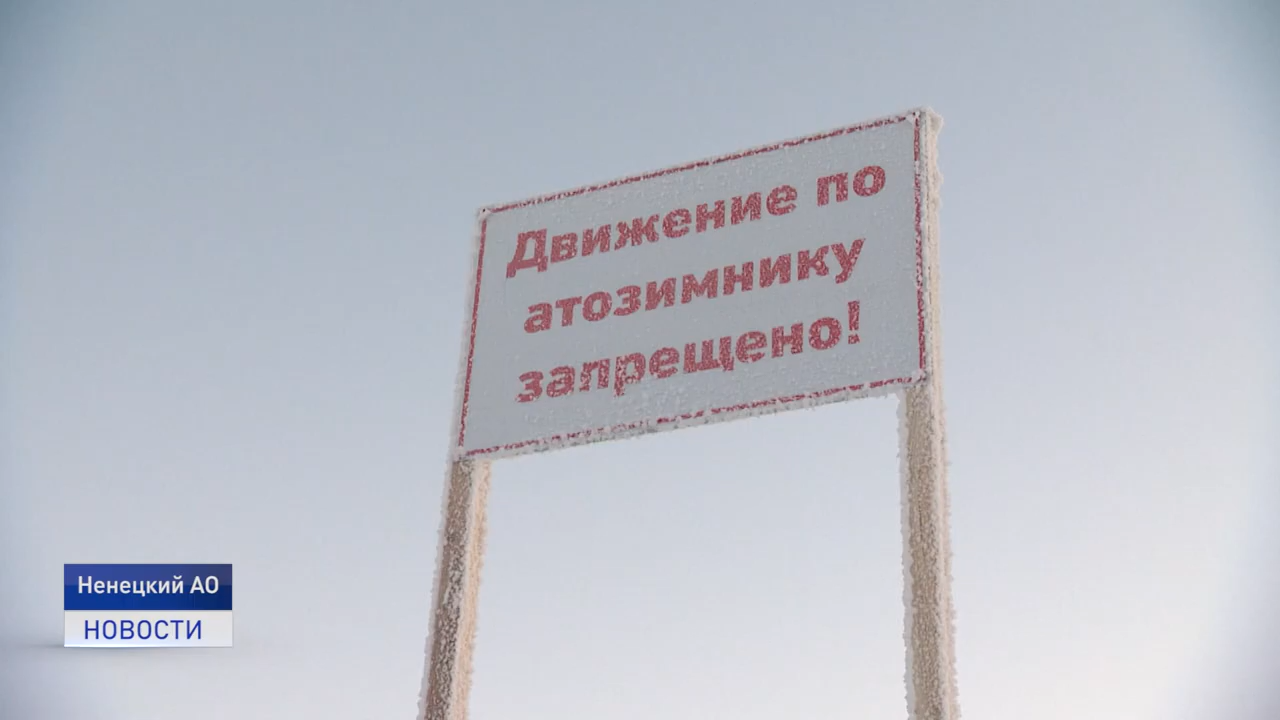 Движение по
атозимнику
запрещено!
Ненецкий АО
НОВОСТИ